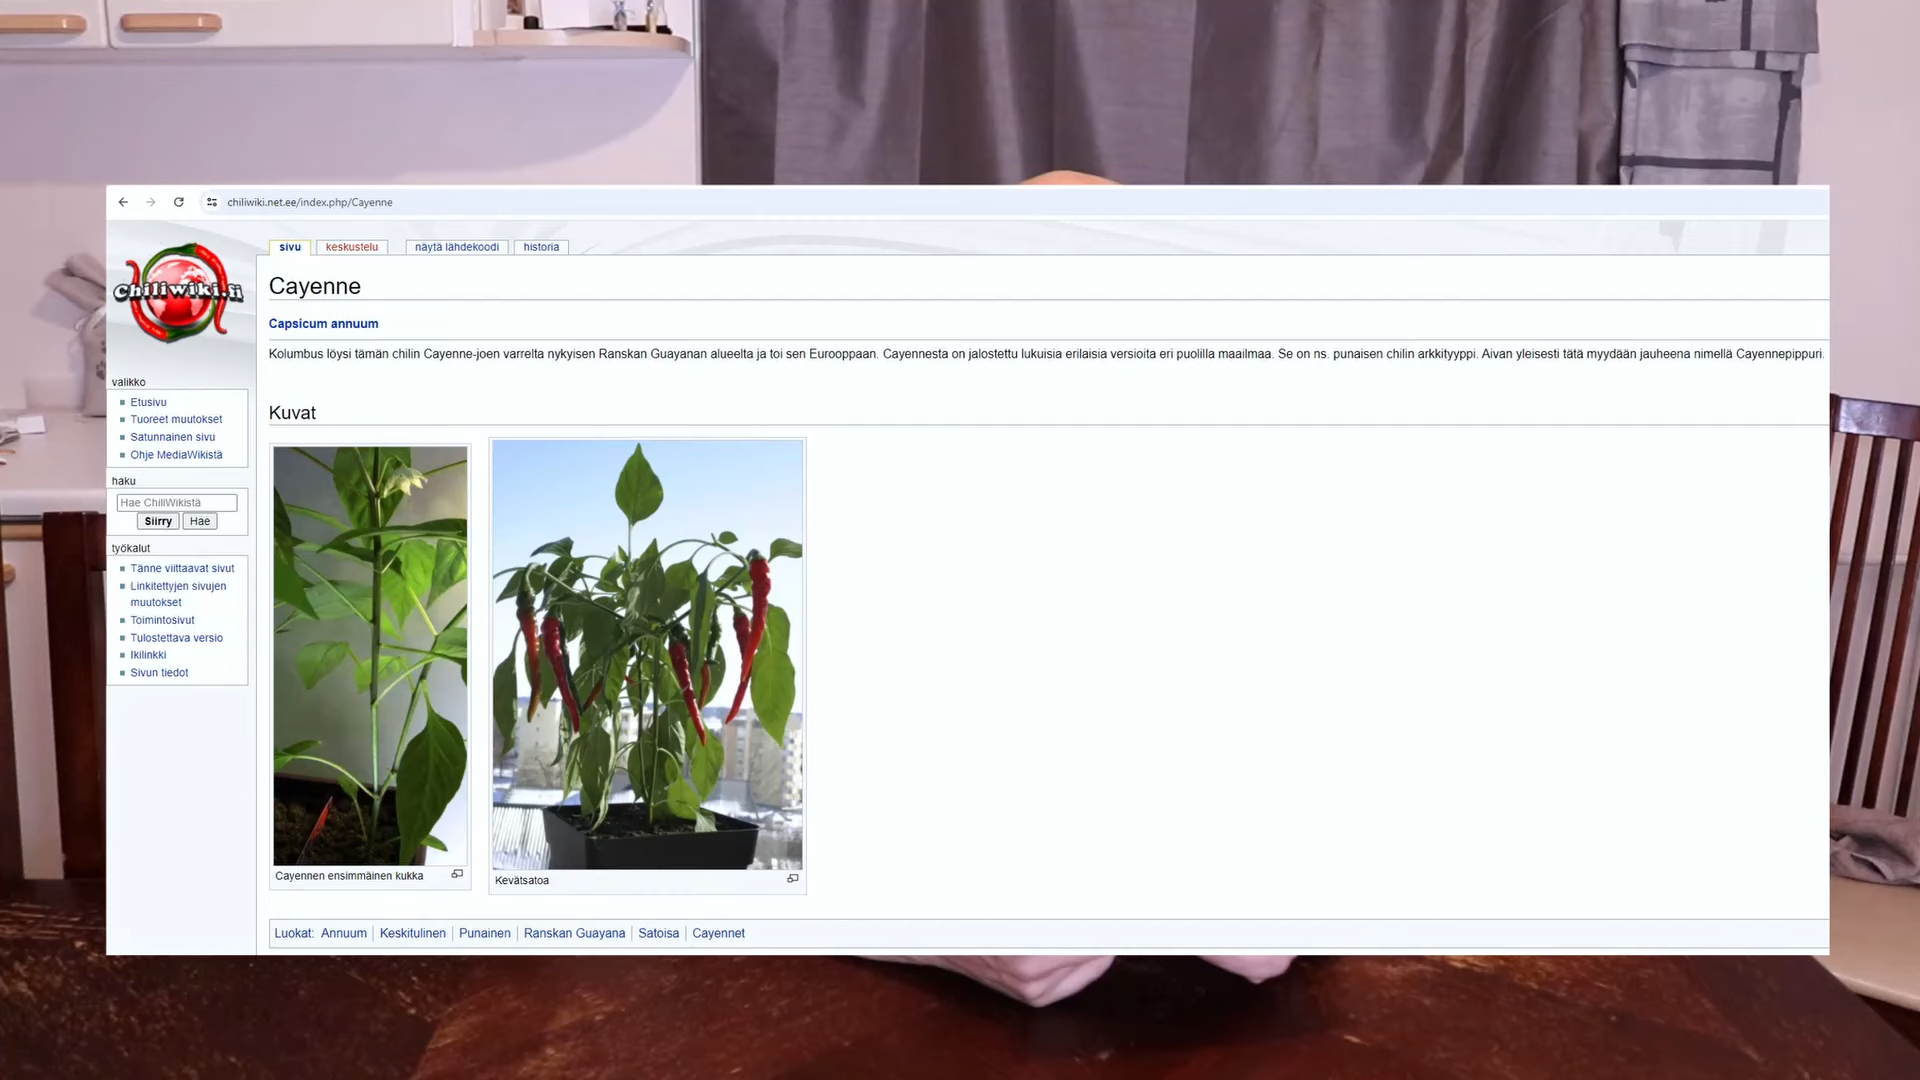 chiliwiki.net.ee/index.php/Cayenne
Chiliwiki.fi
sivu
keskustelu
näytä lähdekoodi
historia
Cayenne
Capsicum annuum
Kolumbus löysi tämän chilin Cayenne-joen varrelta nykyisen Ranskan Guayanan alueelta ja toi sen Eurooppaan. Cayennesta on jalostettu lukuisia erilaisia versioita eri puolilla maailmaa. Se on ns. punaisen chilin arkkityyppi. Aivan yleisesti tätä myydään jauheena nimellä Cayennepippuri.
valikko
Etusivu
Tuoreet muutokset
Satunnainen sivu
Ohje MediaWikistä
haku
Hae ChiliWikistä
Siirry
Hae
työkalut
Tänne viittaavat sivut
Linkitettyjen sivujen
muutokset
Toimintosivut
Tulostettava versio
Ikilinkki
Sivun tiedot
Kuvat
Cayennen ensimmäinen kukka
Kevätsatoa
Luokat: Annuum | Keskitulinen | Punainen | Ranskan Guayana | Satoisa | Cayennet